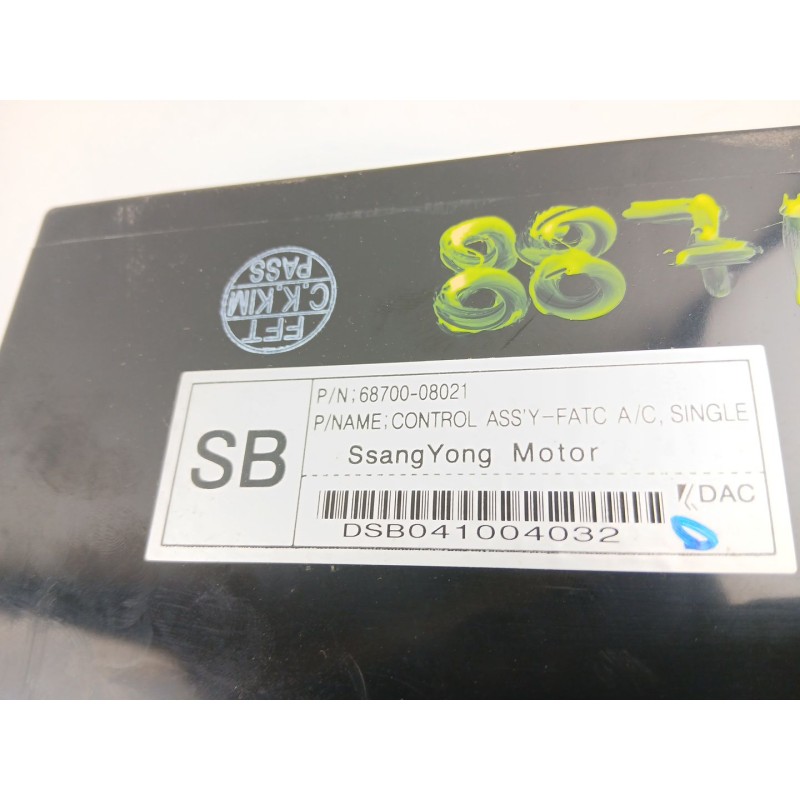 887
FFT
C.K.KIM
PASS
SB
P/N;68700-08021
P/NAME;CONTROL ASS'Y-FATC A/C, SINGLE
SsangYong Motor
DAC
DSB041004032